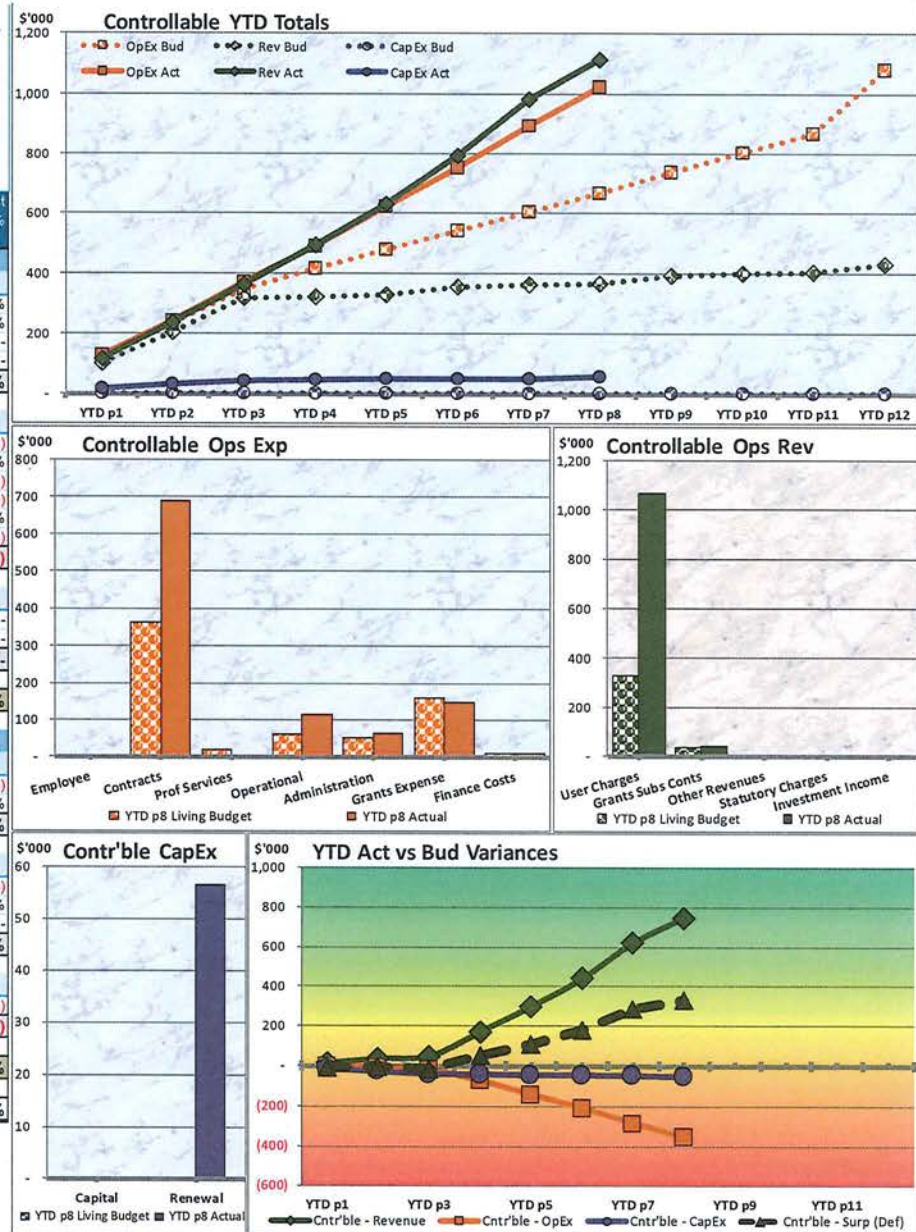 $'000 Controllable YTD Totals
1,200
OpEx Bud Rev Bud CapEx Bud
OpEx Act Rev Act CapEx Act
1,000
800
600
400
200
-
YTD p1 YTD p2 YTD p3 YTD p4 YTD p5 YTD p6 YTD p7 YTD p8 YTD p9 YTD p10 YTD p11 YTD p12
$'000 Controllable Ops Exp
800
700
600
500
400
300
200
100
-
Employee Contracts Prof Services Operational Administration Grants Expense Finance Costs
YTD p8 Living Budget YTD p8 Actual
$'000 Controllable Ops Rev
1,200
1,000
800
600
400
200
-
User Charges Grants Subs Conts Other Revenues Statutory Charges Investment Income
YTD p8 Living Budget YTD p8 Actual
$'000 Contr'ble CapEx
60
50
40
30
20
10
-
Capital Renewal
YTD p8 Living Budget YTD p8 Actual
$'000 YTD Act vs Bud Variances
1,000
800
600
400
200
-
(200)
(400)
(600)
YTD p1 YTD p3 YTD p5 YTD p7 YTD p9 YTD p11
Cntr'ble - Revenue Cntr'ble - OpEx Cntr'ble - CapEx Cntr'ble - Surp (Def)